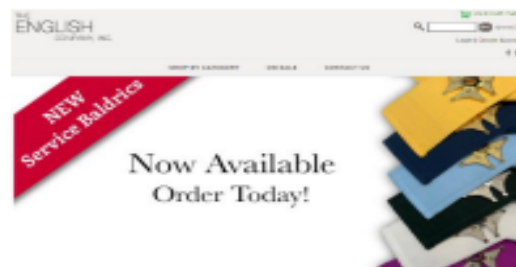 THE
ENGLISH
COMPANY, INC.
SHOP BY CATEGORY ON SALE CONTACT US
NEW
Service Baldrics
Now Available
Order Today!